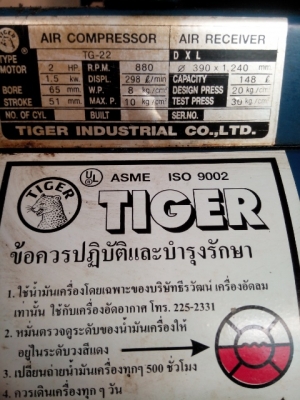 AIR COMPRESSOR AIR RECEIVER
TYPE TG-22 D X L
MOTOR 2 HP. R.P.M. 880 Ø 390 x 1,240 mm.
1.5 kw. DISPL. 298 ℓ/min CAPACITY 148 ℓ
BORE 65 mm. W.P. 8 kg/cm² DESIGN PRESS 20 kg/cm²
STROKE 51 mm. MAX. P. 10 kg/cm² TEST PRESS 30 kg/cm²
NO. OF CYL BUILT SER.NO.
TIGER INDUSTRIAL CO.,LTD.
TIGER
UL ASME ISO 9002
TIGER
ข้อควรปฏิบัติและบำรุงรักษา
1. ใช้น้ำมันเครื่องโดยเฉพาะของบริษัทธีรวัฒน์ เครื่องอัดลม
เท่านั้น ใช้กับเครื่องอัดอากาศ โทร. 225-2331
2. หมั่นตรวจดูระดับของน้ำมันเครื่องให้
อยู่ในระดับวงสีแดง
3. เปลี่ยนถ่ายน้ำมันเครื่องทุกๆ 500 ชั่วโมง
4. ควรเดินเครื่องทุก ๆ วัน